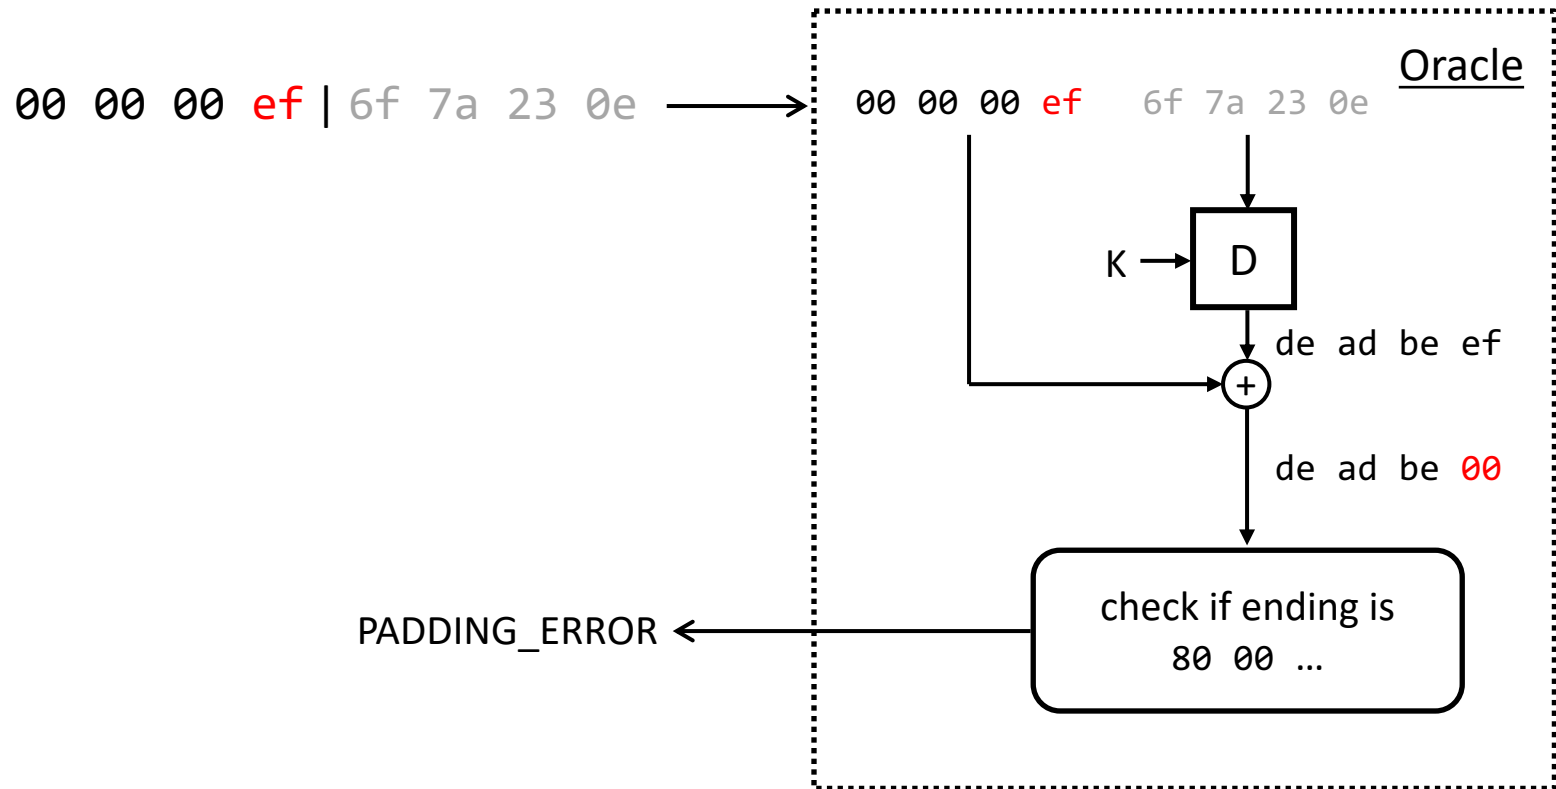 Oracle
00 00 00 ef | 6f 7a 23 0e
00 00 00 ef 6f 7a 23 0e
K
D
de ad be ef
+
de ad be 00
check if ending is
80 00 …
PADDING_ERROR